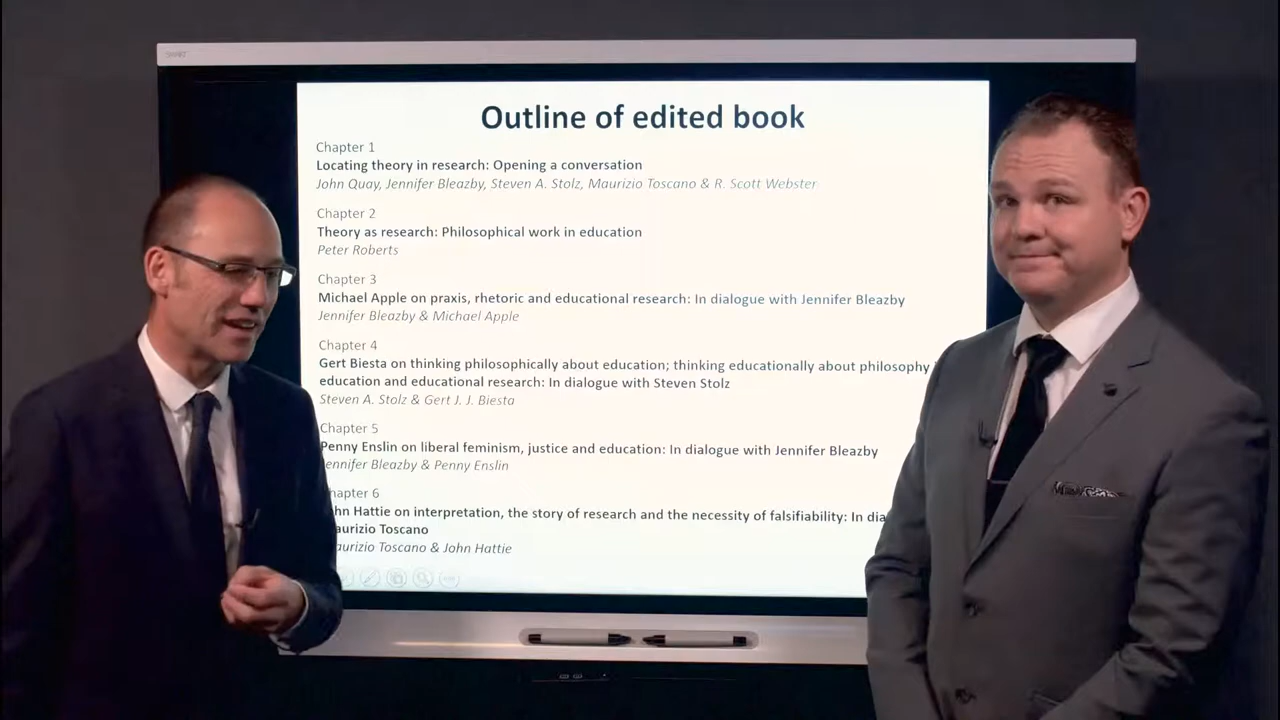 SMART
Outline of edited book
Chapter 1
Locating theory in research: Opening a conversation
John Quay, Jennifer Bleazby, Steven A. Stolz, Maurizio Toscano & R. Scott Webster
Chapter 2
Theory as research: Philosophical work in education
Peter Roberts
Chapter 3
Michael Apple on praxis, rhetoric and educational research: In dialogue with Jennifer Bleazby
Jennifer Bleazby & Michael Apple
Chapter 4
Gert Biesta on thinking philosophically about education; thinking educationally about philosophy
education and educational research: In dialogue with Steven Stolz
Steven A. Stolz & Gert J. J. Biesta
Chapter 5
Penny Enslin on liberal feminism, justice and education: In dialogue with Jennifer Bleazby
ennifer Bleazby & Penny Enslin
hapter 6
hn Hattie on interpretation, the story of research and the necessity of falsifiability: In dia
aurizio Toscano
aurizio Toscano & John Hattie